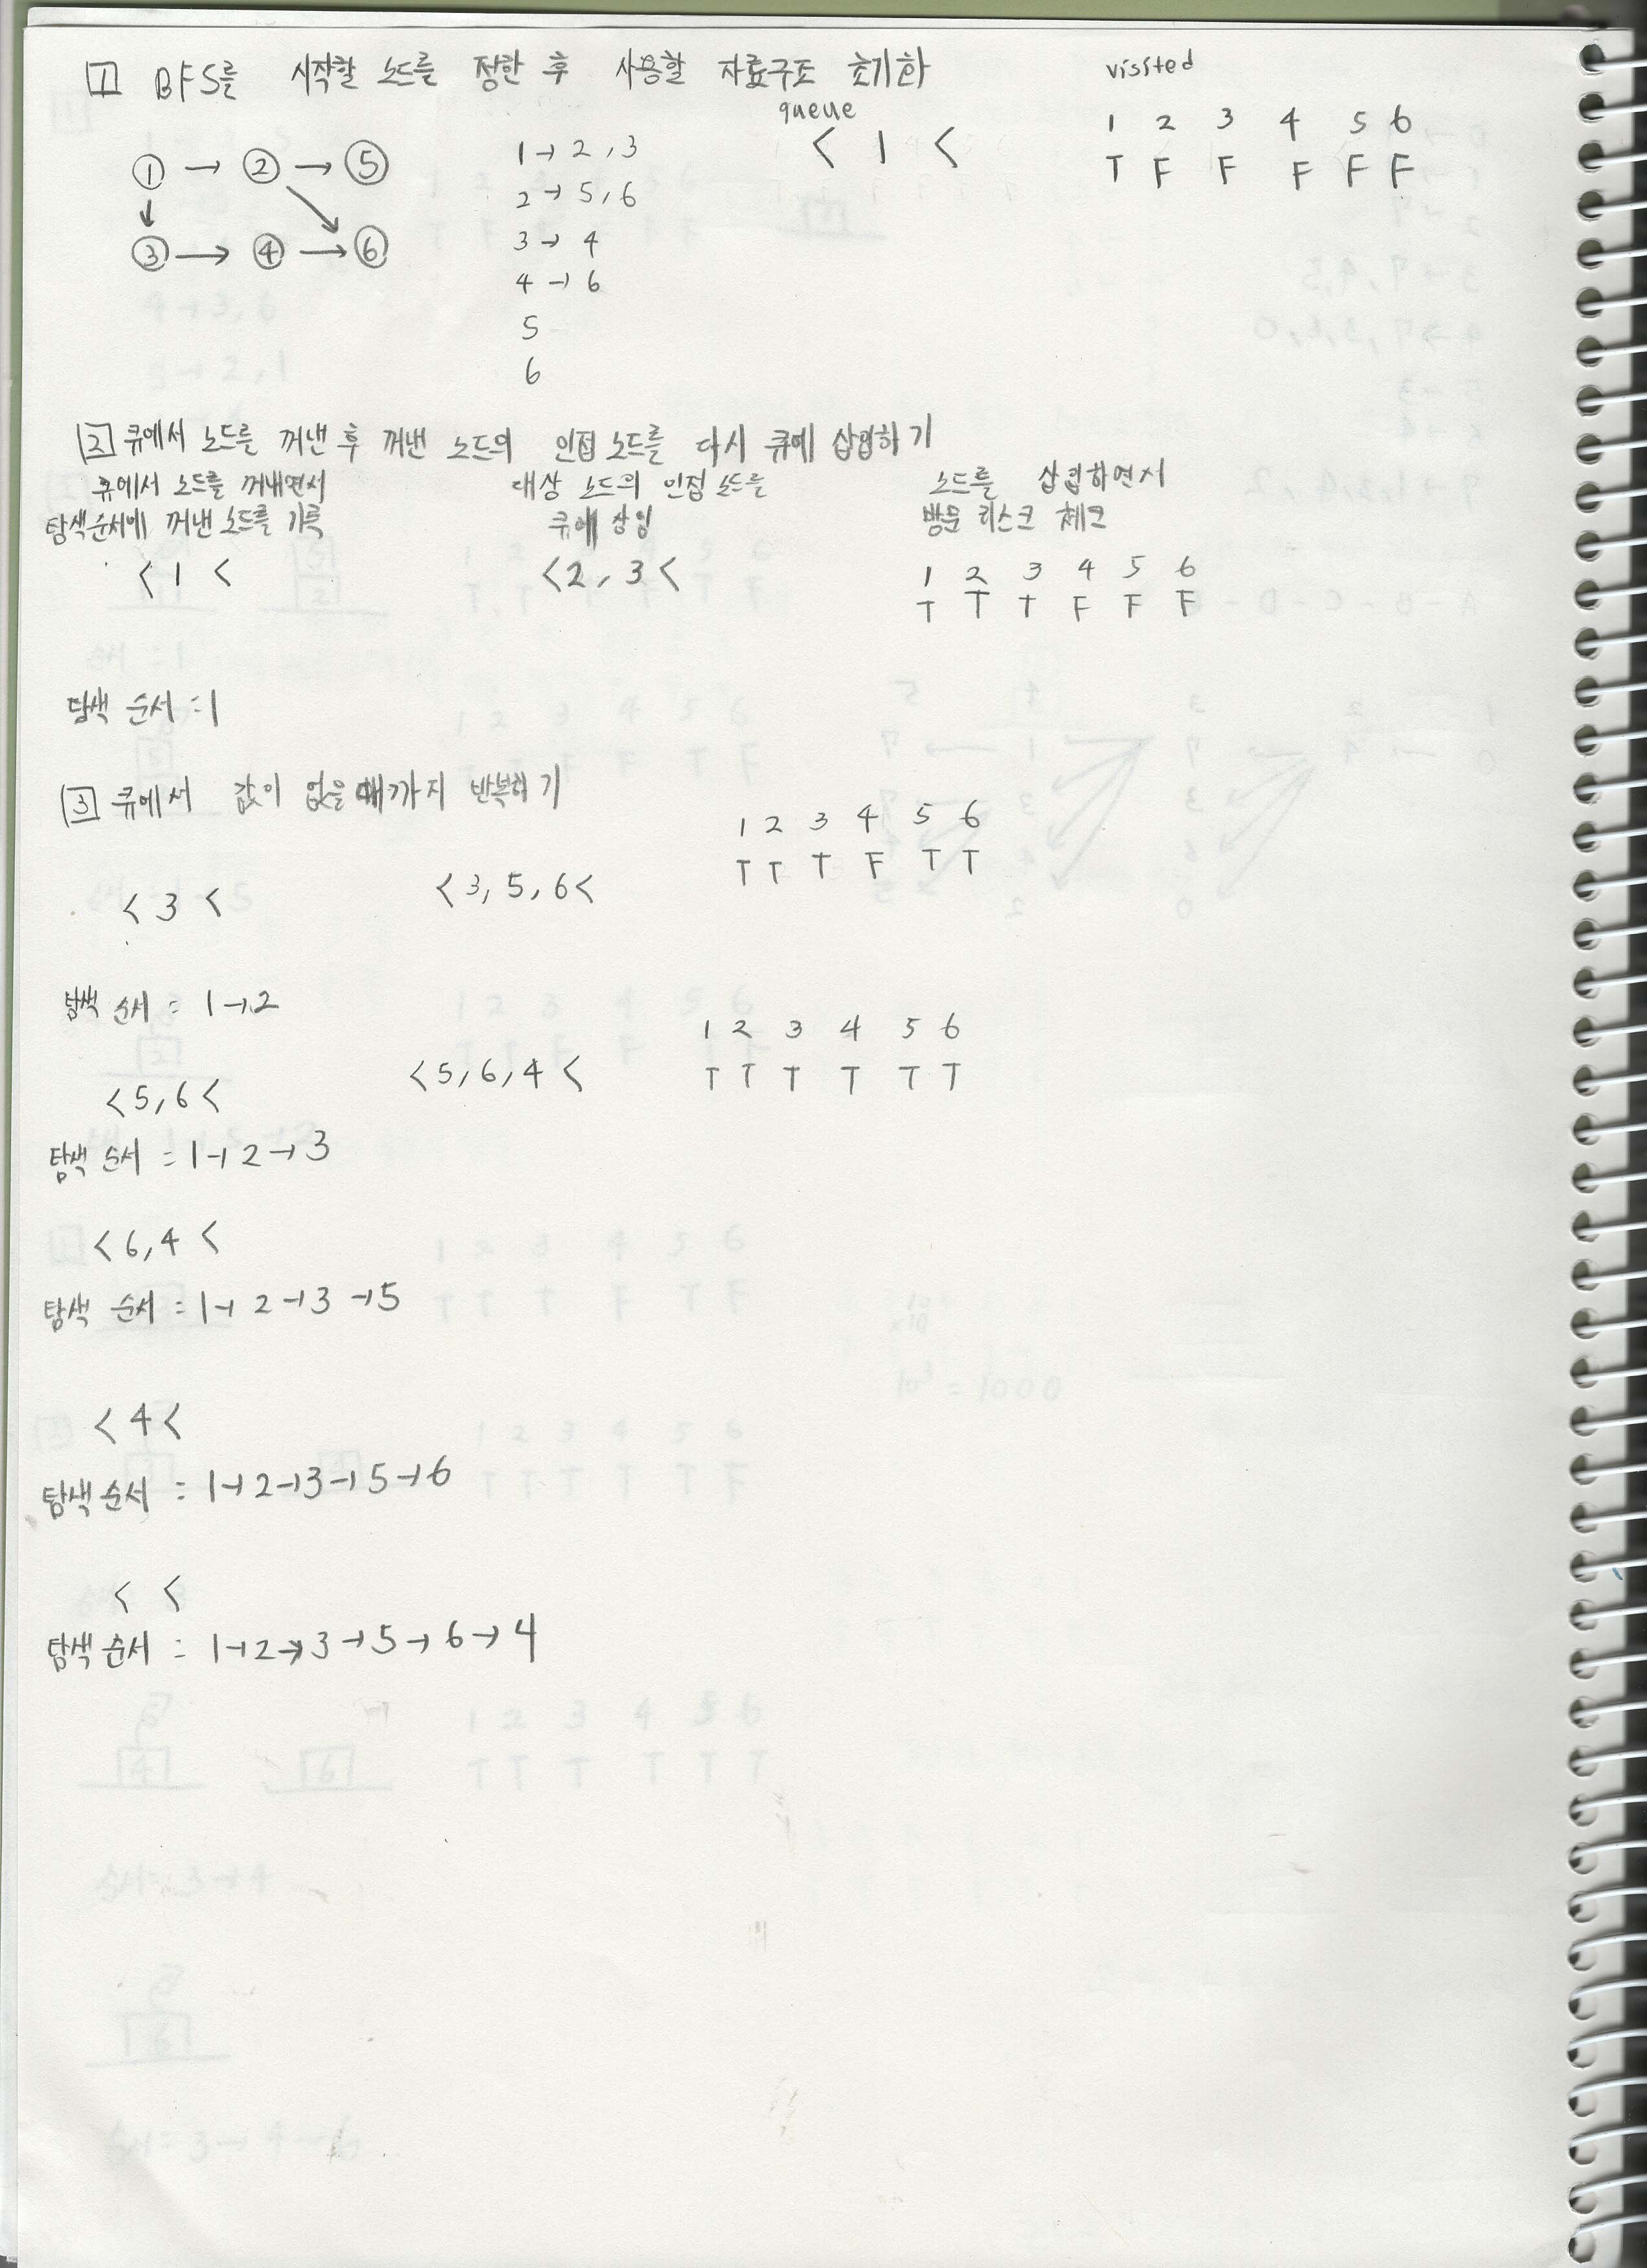 1 BFS를 시작할 노드를 정한 후 사용할 자료구조 초기화
visited
queue
< 1 <
1 2 3 4 5 6
T F F F F F
① → ② → ⑤
③ → ④ → ⑥
1 → 2, 3
2 → 5, 6
3 → 4
4 → 6
5
6
2 큐에서 노드를 꺼낸 후 꺼낸 노드의 인접 노드를 다시 큐에 삽입하기
큐에서 노드를 꺼내면서
탐색순서에 꺼낸 노드를 기록
< 1 <
대상 노드의 인접 노드를
큐에 삽입
< 2, 3 <
노드를 삽입하면서
방문 리스크 체크
1 2 3 4 5 6
T T T F F F
탐색 순서 = 1
3 큐에서 값이 없을 때까지 반복하기
< 3 <
< 3, 5, 6 <
1 2 3 4 5 6
T T T F T T
탐색 순서 = 1 → 2
< 5, 6 <
< 5, 6, 4 <
1 2 3 4 5 6
T T T T T T
탐색 순서 = 1 → 2 → 3
< 6, 4 <
탐색 순서 = 1 → 2 → 3 → 5
< 4 <
탐색 순서 = 1 → 2 → 3 → 5 → 6
< <
탐색 순서 = 1 → 2 → 3 → 5 → 6 → 4